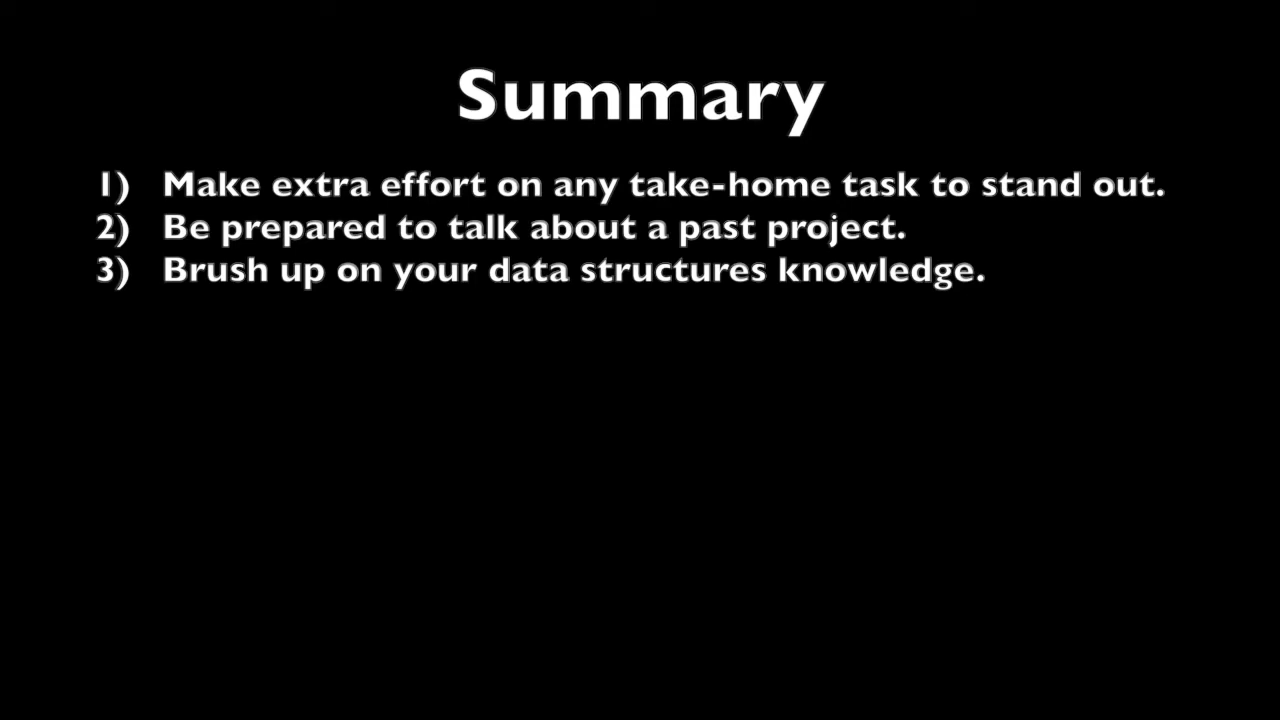 Summary
1) Make extra effort on any take-home task to stand out.
2) Be prepared to talk about a past project.
3) Brush up on your data structures knowledge.